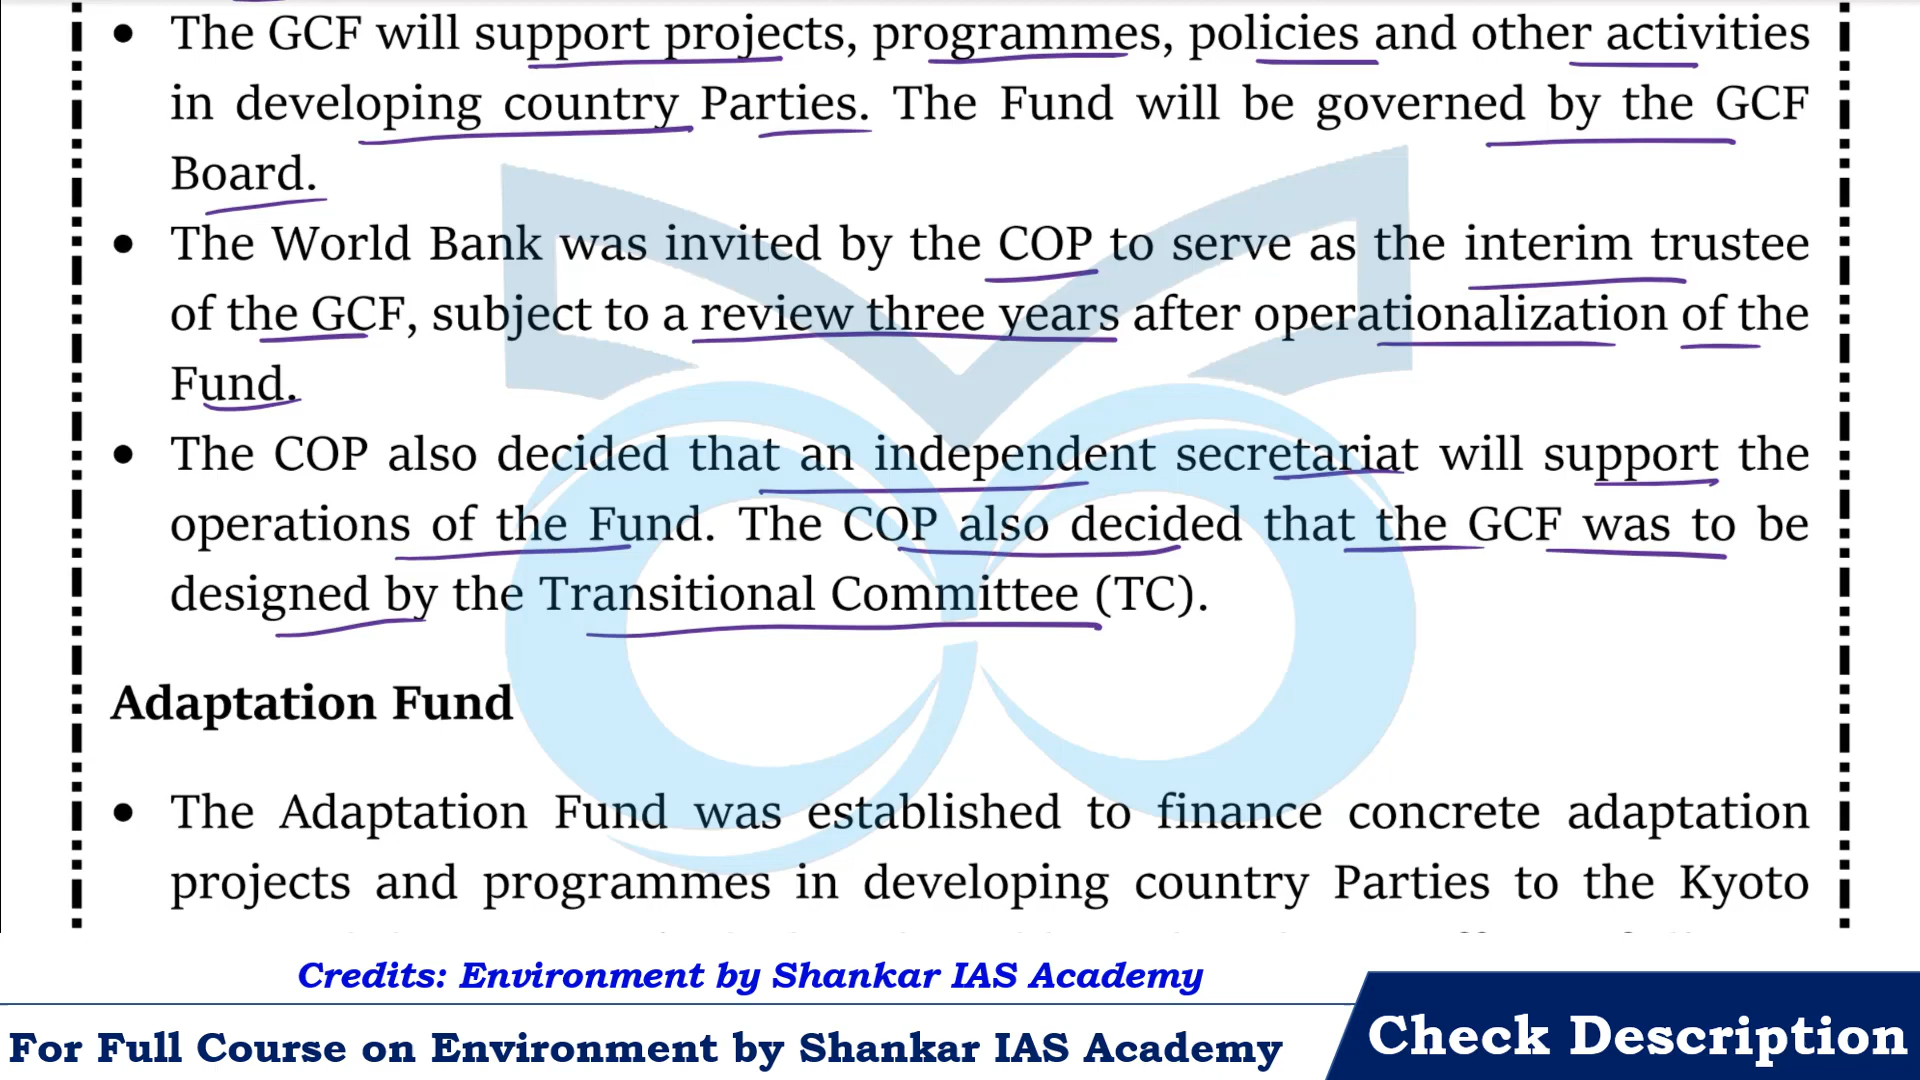 The GCF will support projects, programmes, policies and other activities
in developing country Parties. The Fund will be governed by the GCF
Board.
The World Bank was invited by the COP to serve as the interim trustee
of the GCF, subject to a review three years after operationalization of the
Fund.
The COP also decided that an independent secretariat will support the
operations of the Fund. The COP also decided that the GCF was to be
designed by the Transitional Committee (TC).
Adaptation Fund
The Adaptation Fund was established to finance concrete adaptation
projects and programmes in developing country Parties to the Kyoto
Credits: Environment by Shankar IAS Academy
For Full Course on Environment by Shankar IAS Academy
Check Description